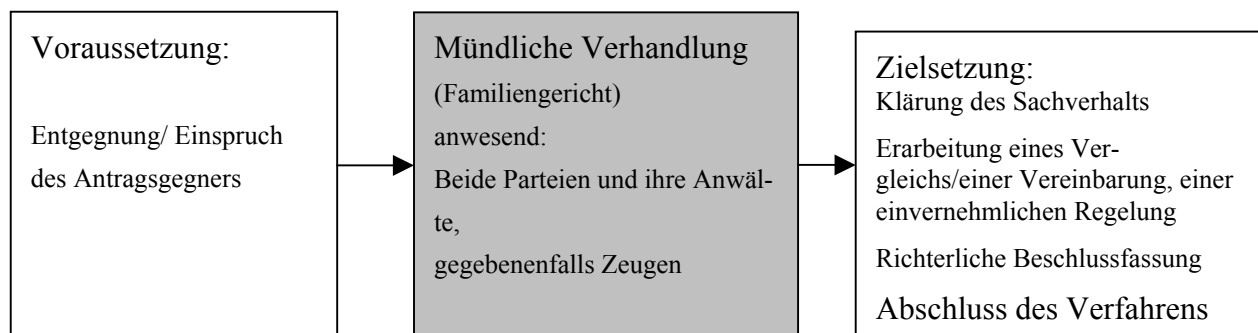 Voraussetzung:
Entgegnung/ Einspruch
des Antragsgegners
Mündliche Verhandlung
(Familiengericht)
anwesend:
Beide Parteien und ihre Anwäl-
te,
gegebenenfalls Zeugen
Zielsetzung:
Klärung des Sachverhalts
Erarbeitung eines Ver-
gleichs/einer Vereinbarung, einer
einvernehmlichen Regelung
Richterliche Beschlussfassung
Abschluss des Verfahrens